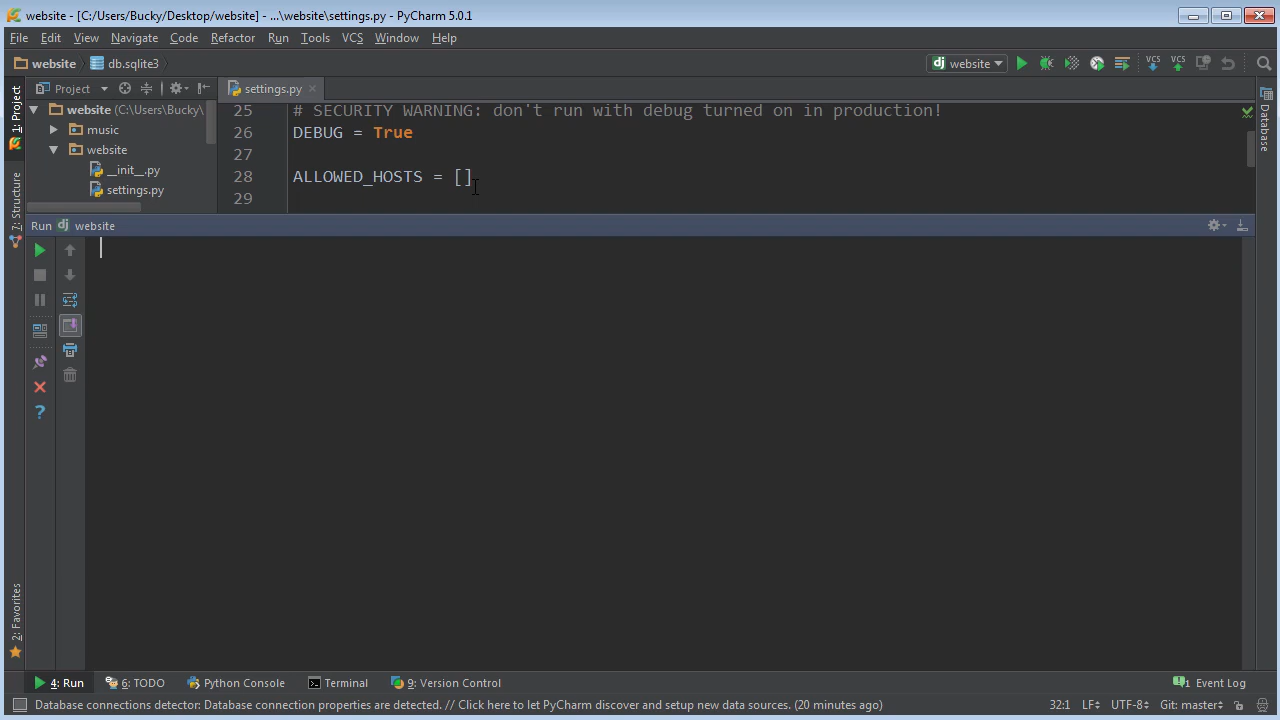 website - [C:/Users/Bucky/Desktop/website] - ...\website\settings.py - PyCharm 5.0.1
File Edit View Navigate Code Refactor Run Tools VCS Window Help
website db.sqlite3 website VCS VCS
1: Project
7: Structure
2: Favorites
Project
website (C:\Users\Bucky\
music
website
__init__.py
settings.py
settings.py
25 # SECURITY WARNING: don't run with debug turned on in production!
26 DEBUG = True
27
28 ALLOWED_HOSTS = []
29
Database
Run dj website
4: Run 6: TODO Python Console Terminal 9: Version Control 1 Event Log
Database connections detector: Database connection properties are detected. // Click here to let PyCharm discover and setup new data sources. (20 minutes ago) 32:1 LF UTF-8 Git: master